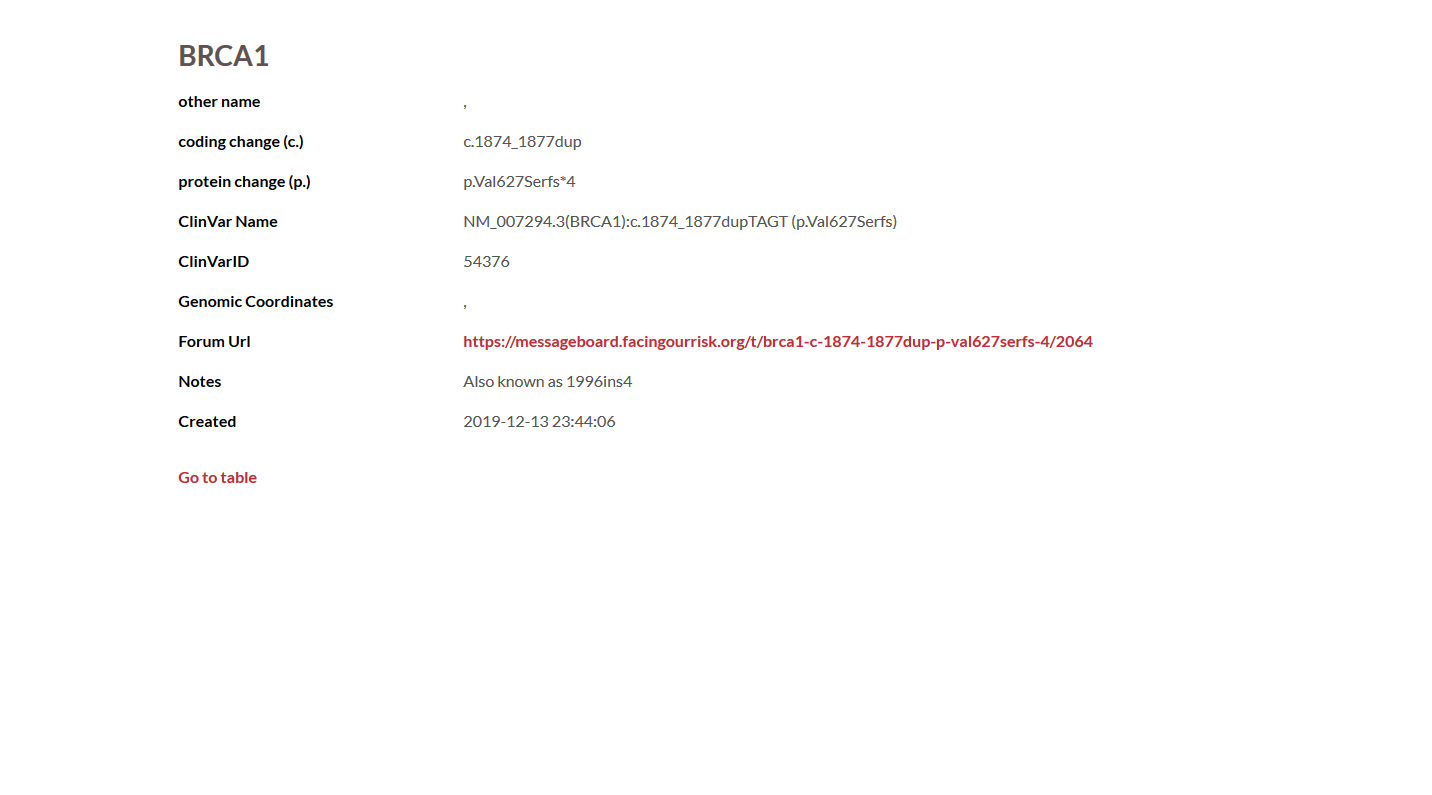 BRCA1
other name ,
coding change (c.) c.1874_1877dup
protein change (p.) p.Val627Serfs*4
ClinVar Name NM_007294.3(BRCA1):c.1874_1877dupTAGT (p.Val627Serfs)
ClinVarID 54376
Genomic Coordinates ,
Forum Url https://messageboard.facingourrisk.org/t/brca1-c-1874-1877dup-p-val627serfs-4/2064
Notes Also known as 1996ins4
Created 2019-12-13 23:44:06
Go to table